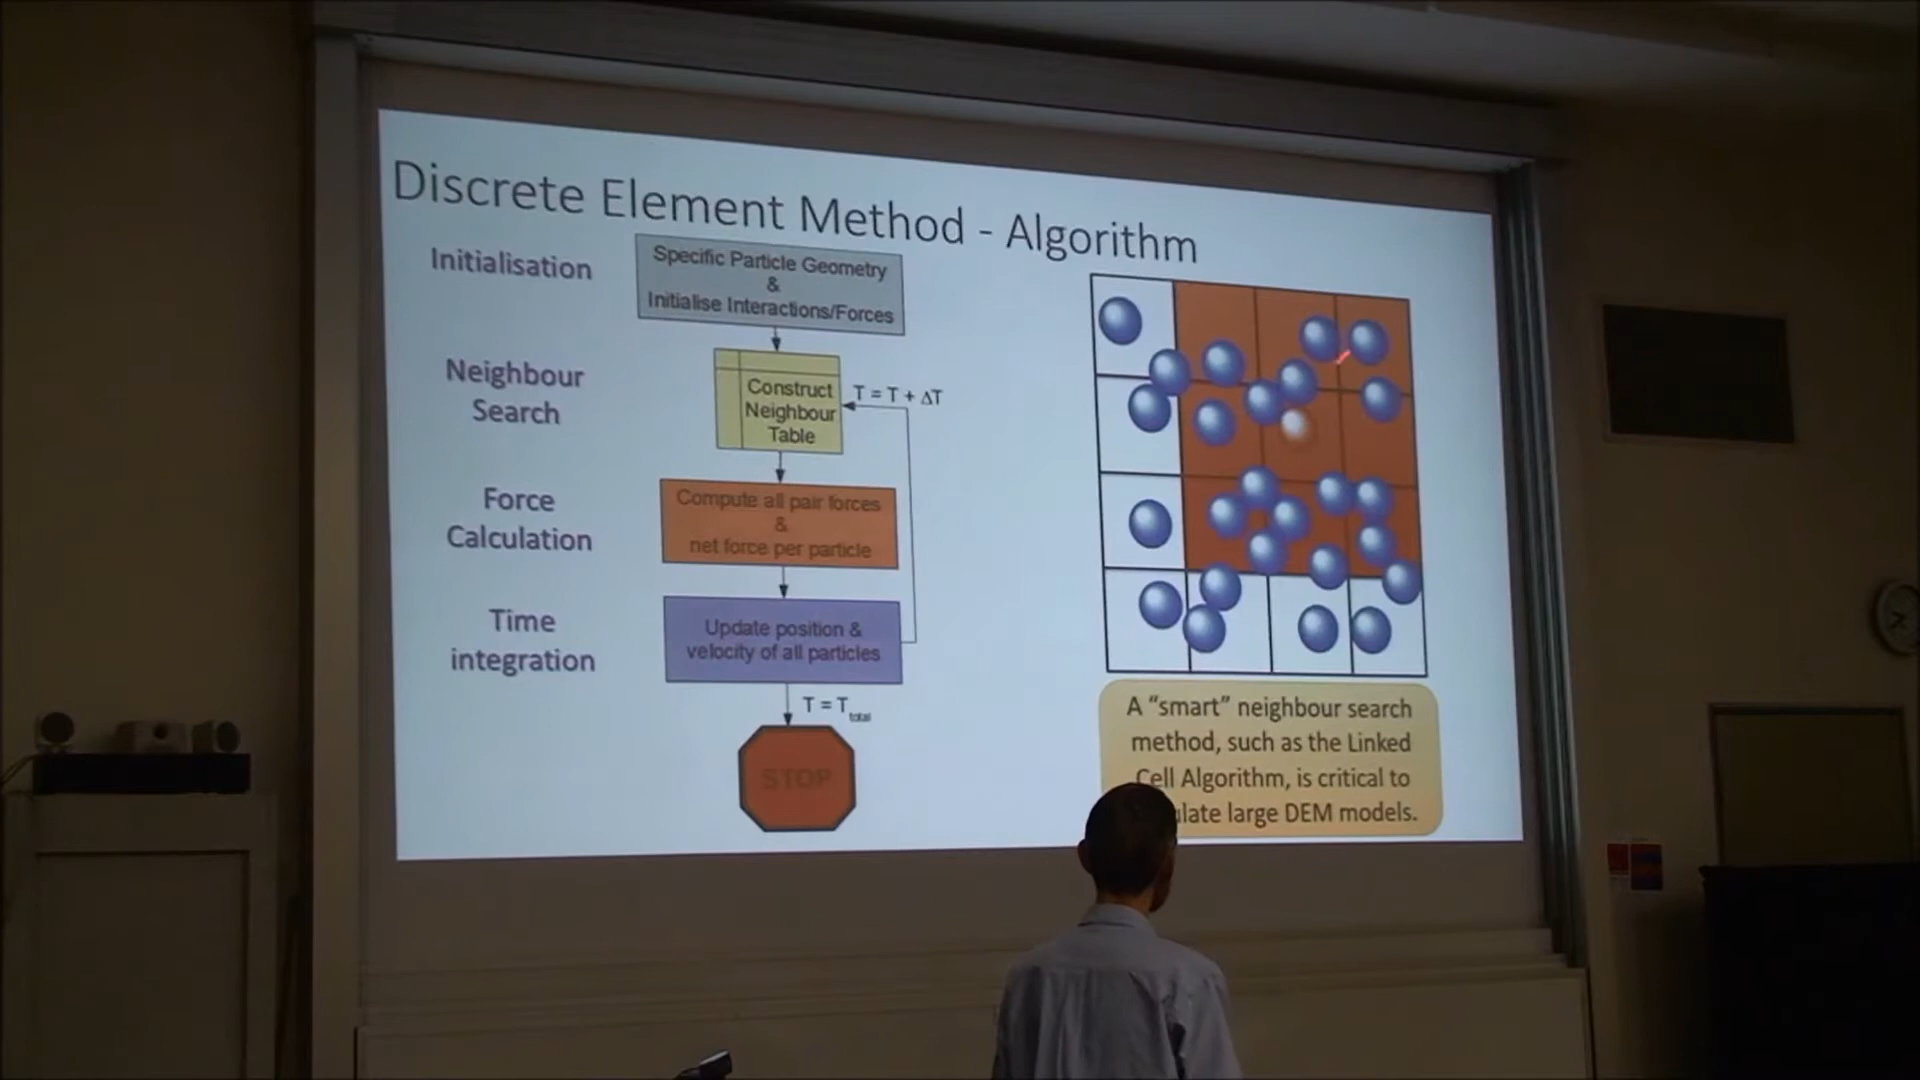 Discrete Element Method - Algorithm
Initialisation
Specific Particle Geometry
&
Initialise Interactions/Forces
Neighbour
Search
Construct
Neighbour
Table
T = T + ΔT
Force
Calculation
Compute all pair forces
&
net force per particle
Time
integration
Update position &
velocity of all particles
T = T total
STOP
A “smart” neighbour search
method, such as the Linked
Cell Algorithm, is critical to
large DEM models.